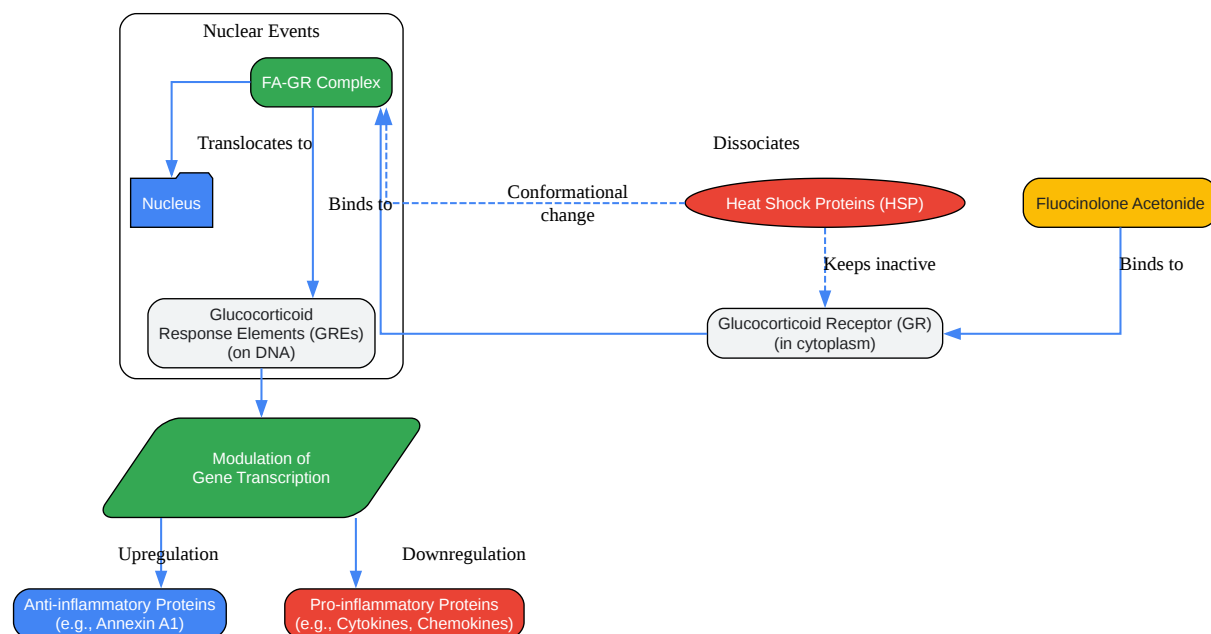 Nuclear Events
FA-GR Complex
Translocates to
Dissociates
Nucleus
Binds to
Conformational
change
Heat Shock Proteins (HSP)
Fluocinolone Acetonide
Keeps inactive
Binds to
Glucocorticoid
Response Elements (GREs)
(on DNA)
Glucocorticoid Receptor (GR)
(in cytoplasm)
Modulation of
Gene Transcription
Upregulation
Downregulation
Anti-inflammatory Proteins
(e.g., Annexin A1)
Pro-inflammatory Proteins
(e.g., Cytokines, Chemokines)